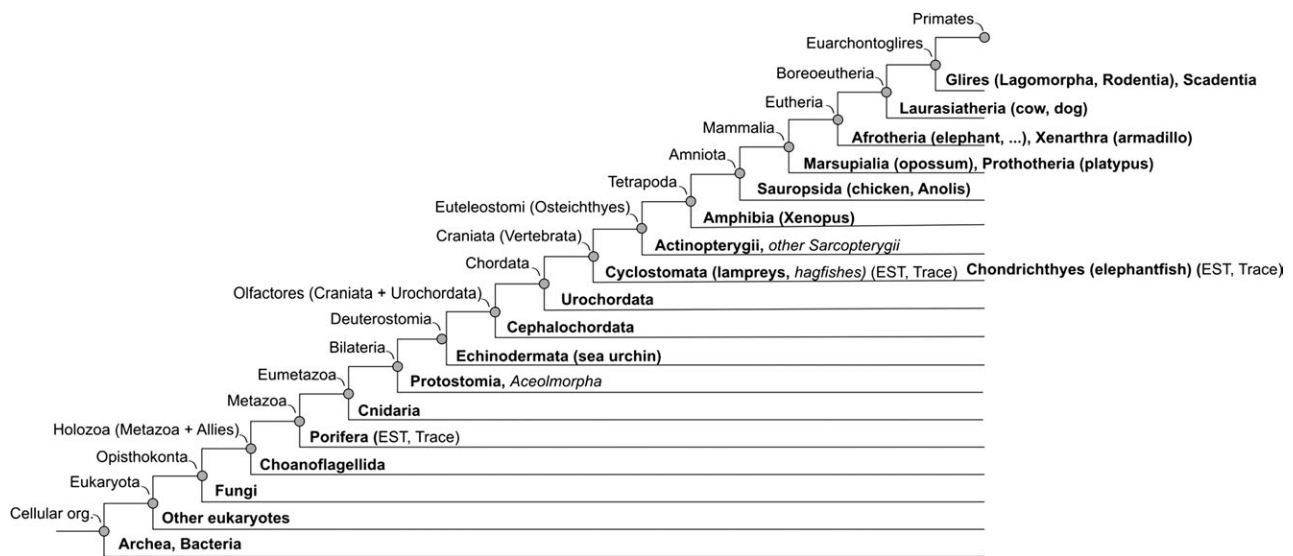 Primates
Euarchontoglires
Glires (Lagomorpha, Rodentia), Scadentia
Boreoeutheria
Laurasiatheria (cow, dog)
Eutheria
Afrotheria (elephant, ...), Xenarthra (armadillo)
Mammalia
Marsupialia (opossum), Prothotheria (platypus)
Amniota
Sauropsida (chicken, Anolis)
Tetrapoda
Amphibia (Xenopus)
Euteleostomi (Osteichthyes)
Actinopterygii, other Sarcopterygii
Craniata (Vertebrata)
Cyclostomata (lampreys, hagfishes) (EST, Trace) Chondrichthyes (elephantfish) (EST, Trace)
Chordata
Urochordata
Olfactores (Craniata + Urochordata)
Cephalochordata
Deuterostomia
Echinodermata (sea urchin)
Bilateria
Protostomia, Aceolmorpha
Eumetazoa
Cnidaria
Metazoa
Porifera (EST, Trace)
Holozoa (Metazoa + Allies)
Choanoflagellida
Opisthokonta
Fungi
Eukaryota
Other eukaryotes
Cellular org.
Archea, Bacteria